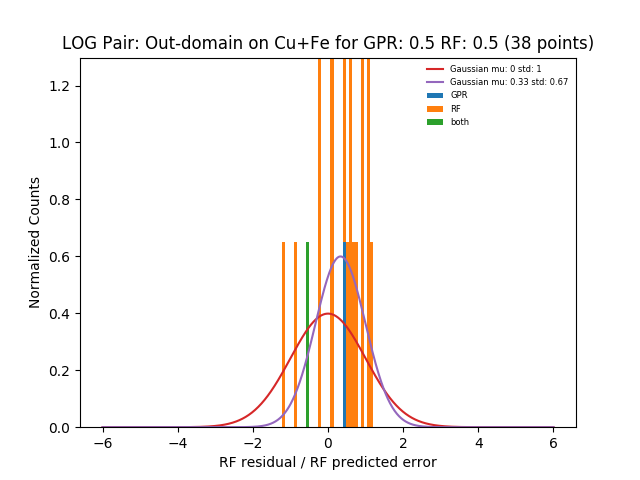 LOG Pair: Out-domain on Cu+Fe for GPR: 0.5 RF: 0.5 (38 points)
Gaussian mu: 0 std: 1
Gaussian mu: 0.33 std: 0.67
GPR
RF
both
Normalized Counts
1.2
1.0
0.8
0.6
0.4
0.2
0.0
−6 −4 −2 0 2 4 6
RF residual / RF predicted error